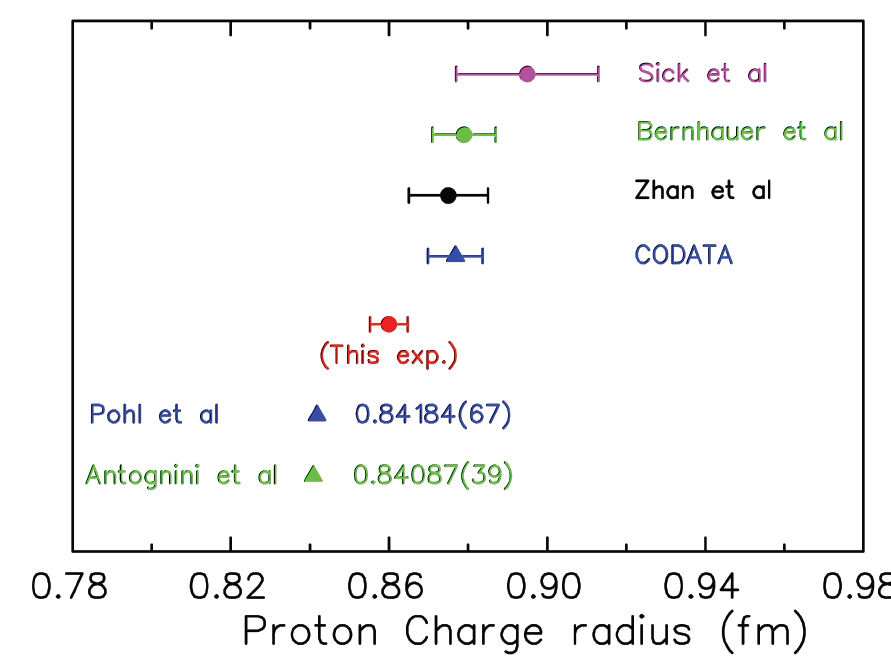 Sick et al
Bernhauer et al
Zhan et al
CODATA
(This exp.)
Pohl et al 0.84184(67)
Antognini et al 0.84087(39)
0.78 0.82 0.86 0.90 0.94 0.98
Proton Charge radius (fm)